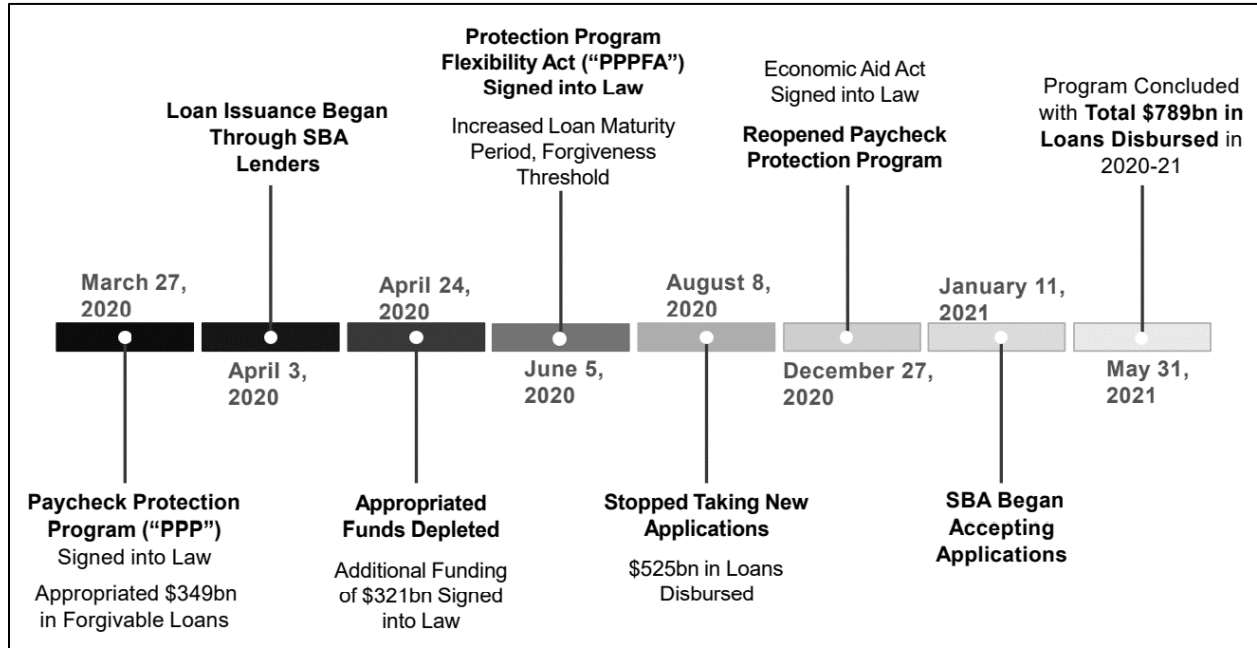 March 27,
2020
Paycheck Protection
Program (“PPP”)
Signed into Law
Appropriated $349bn
in Forgivable Loans
Loan Issuance Began
Through SBA
Lenders
April 3,
2020
April 24,
2020
Appropriated
Funds Depleted
Additional Funding
of $321bn Signed
into Law
Protection Program
Flexibility Act (“PPPFA”)
Signed into Law
Increased Loan Maturity
Period, Forgiveness
Threshold
June 5,
2020
August 8,
2020
Stopped Taking New
Applications
$525bn in Loans
Disbursed
Economic Aid Act
Signed into Law
Reopened Paycheck
Protection Program
December 27,
2020
January 11,
2021
SBA Began
Accepting
Applications
Program Concluded
with Total $789bn in
Loans Disbursed in
2020-21
May 31,
2021